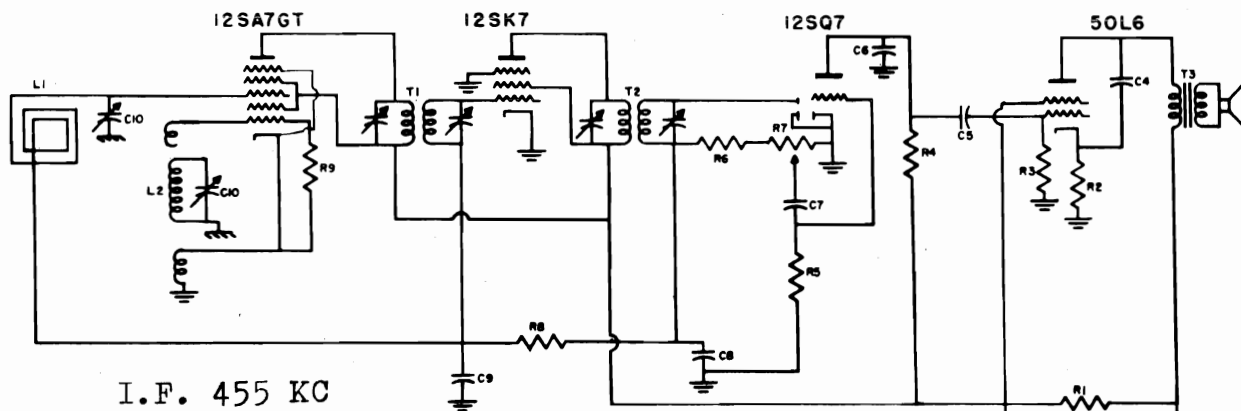 12SA7GT 12SK7 12SQ7 50L6
L1
C10
L2
C10
R9
T1
T2
R6
R7
C7
R5
C6
R4
C5
C4
T3
R3
R2
R8
C8
C9
R1
I.F. 455 KC